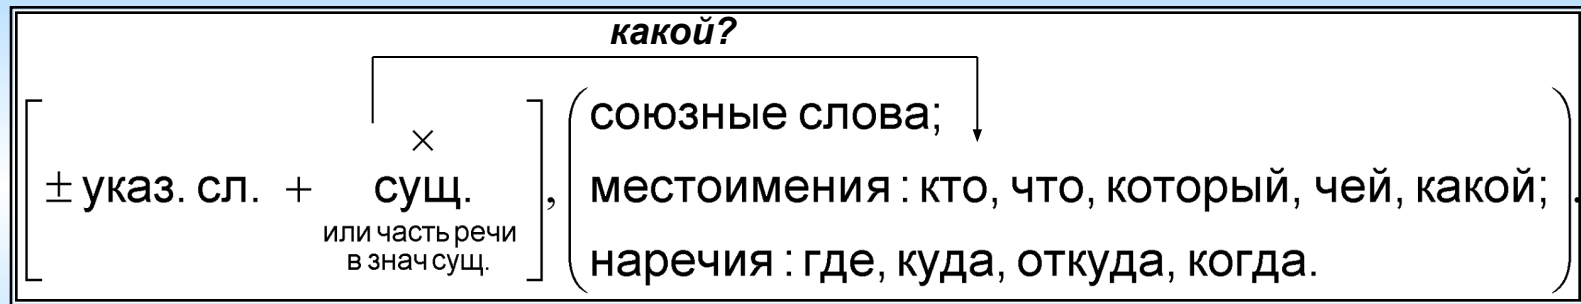 какой?
союзные слова;
[± указ. сл. + сущ.], (местоимения : кто, что, который, чей, какой;).
или часть речи
в знач сущ.
наречия : где, куда, откуда, когда.